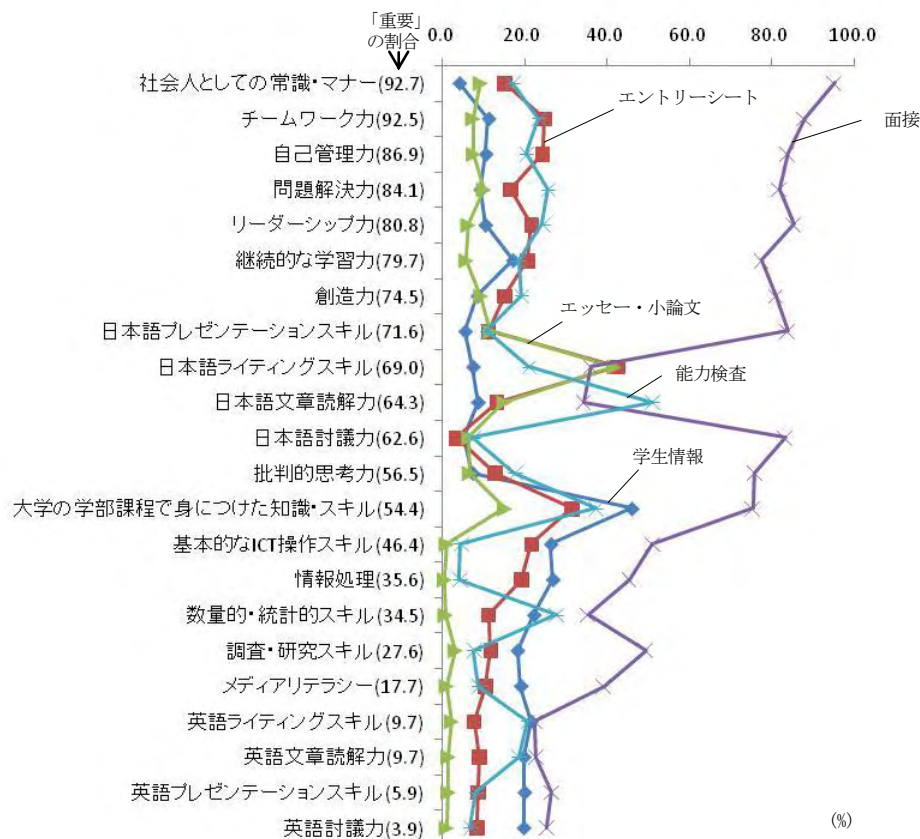 「重要」
の割合
0.0 20.0 40.0 60.0 80.0 100.0
社会人としての常識・マナー(92.7)
エントリーシート
面接
チームワーク力(92.5)
自己管理力(86.9)
問題解決力(84.1)
リーダーシップ力(80.8)
継続的な学習力(79.7)
創造力(74.5)
エッセー・小論文
日本語プレゼンテーションスキル(71.6)
日本語ライティングスキル(69.0)
能力検査
日本語文章読解力(64.3)
日本語討議力(62.6)
学生情報
批判的思考力(56.5)
大学の学部課程で身につけた知識・スキル(54.4)
基本的なICT操作スキル(46.4)
情報処理(35.6)
数量的・統計的スキル(34.5)
調査・研究スキル(27.6)
メディアリテラシー(17.7)
英語ライティングスキル(9.7)
英語文章読解力(9.7)
英語プレゼンテーションスキル(5.9)
英語討議力(3.9)
(%)